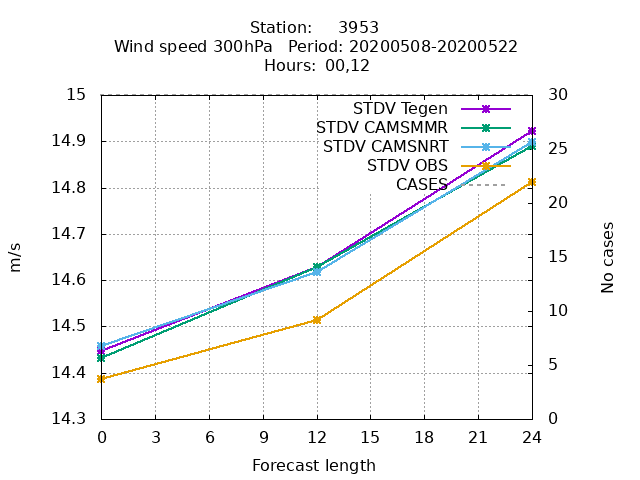 Station: 3953
Wind speed 300hPa Period: 20200508-20200522
Hours: 00,12
15 30
STDV Tegen
STDV CAMSMMR
STDV CAMSNRT
STDV OBS
CASES
14.9
14.8
14.7
14.6
14.5
14.4
14.3
25
20
15
10
5
0
m/s
No cases
0 3 6 9 12 15 18 21 24
Forecast length